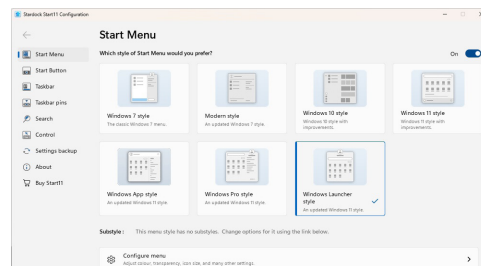 Stardock Start11 Configuration
Start Menu
Which style of Start Menu would you prefer?
On
Start Menu
Start Button
Taskbar
Taskbar pins
Search
Control
Settings backup
About
Buy Start11
Windows 7 style
The classic Windows 7 menu.
Modern style
An updated Windows 7 style.
Windows 10 style
Windows 10 style with
improvements.
Windows 11 style
Windows 11 style with
improvements.
Windows App style
An updated Windows 11 style.
Windows Pro style
An updated Windows 11 style.
Windows Launcher
style
An updated Windows 11 style.
Substyle : This menu style has no substyles. Change options for it using the link below.
Configure menu
Adjust colour, transparency, icon size, and many other settings.